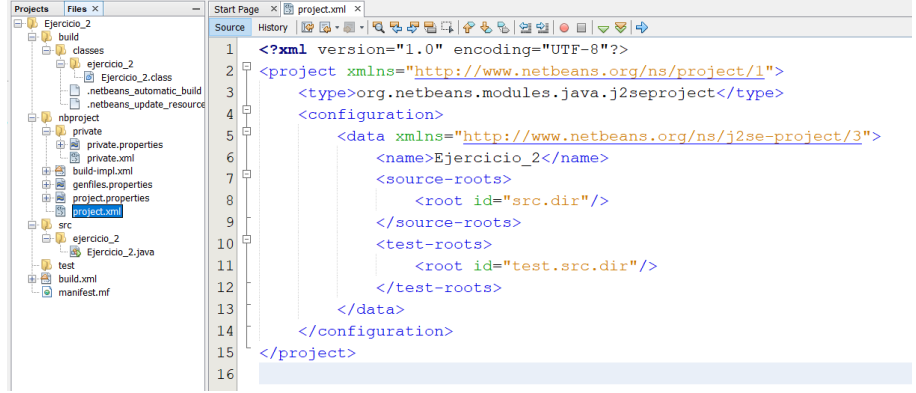 Projects Files × —
Ejercicio_2
build
classes
ejercicio_2
Ejercicio_2.class
.netbeans_automatic_build
.netbeans_update_resource
nbproject
private
private.properties
private.xml
build-impl.xml
genfiles.properties
project.properties
project.xml
src
ejercicio_2
Ejercicio_2.java
test
build.xml
manifest.mf
Start Page × project.xml ×
Source History
1 <?xml version="1.0" encoding="UTF-8"?>
2 <project xmlns="http://www.netbeans.org/ns/project/1">
3 <type>org.netbeans.modules.java.j2seproject</type>
4 <configuration>
5 <data xmlns="http://www.netbeans.org/ns/j2se-project/3">
6 <name>Ejercicio_2</name>
7 <source-roots>
8 <root id="src.dir"/>
9 </source-roots>
10 <test-roots>
11 <root id="test.src.dir"/>
12 </test-roots>
13 </data>
14 </configuration>
15 </project>
16